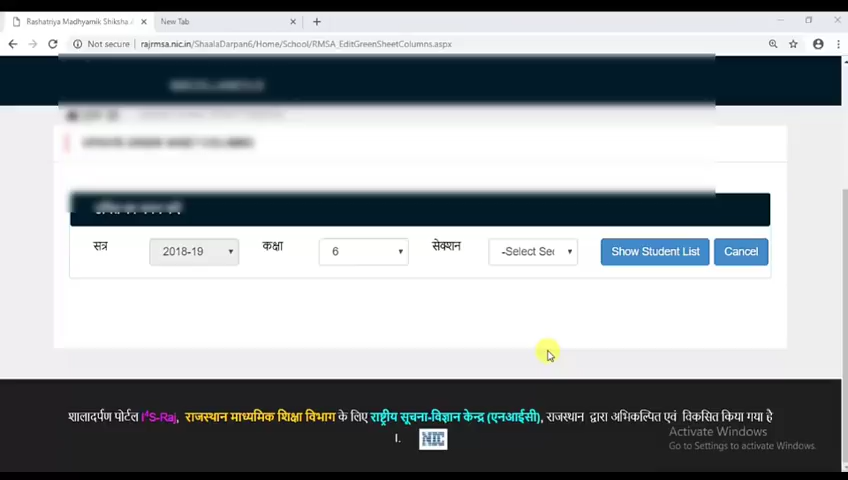 Rashatriya Madhyamik Shiksha A
New Tab
Not secure | rajrmsa.nic.in/ShaalaDarpan6/Home/School/RMSA_EditGreenSheetColumns.aspx
सत्र 2018-19 कक्षा 6 सेक्शन -Select Sec Show Student List Cancel
शालादर्पण पोर्टल I4S-Raj, राजस्थान माध्यमिक शिक्षा विभाग के लिए राष्ट्रीय सूचना-विज्ञान केन्द्र (एनआईसी), राजस्थान द्वारा अभिकल्पित एवं विकसित किया गया है
I. NIC
Activate Windows
Go to Settings to activate Windows.